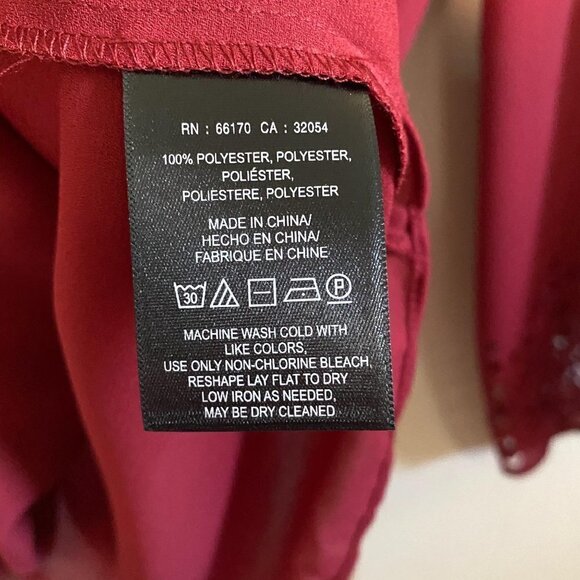 RN : 66170 CA : 32054
100% POLYESTER, POLYESTER,
POLIÉSTER,
POLIESTERE, POLYESTER
MADE IN CHINA/
HECHO EN CHINA/
FABRIQUE EN CHINE
30 P
MACHINE WASH COLD WITH
LIKE COLORS,
USE ONLY NON-CHLORINE BLEACH
RESHAPE LAY FLAT TO DRY
LOW IRON AS NEEDED,
MAY BE DRY CLEANED